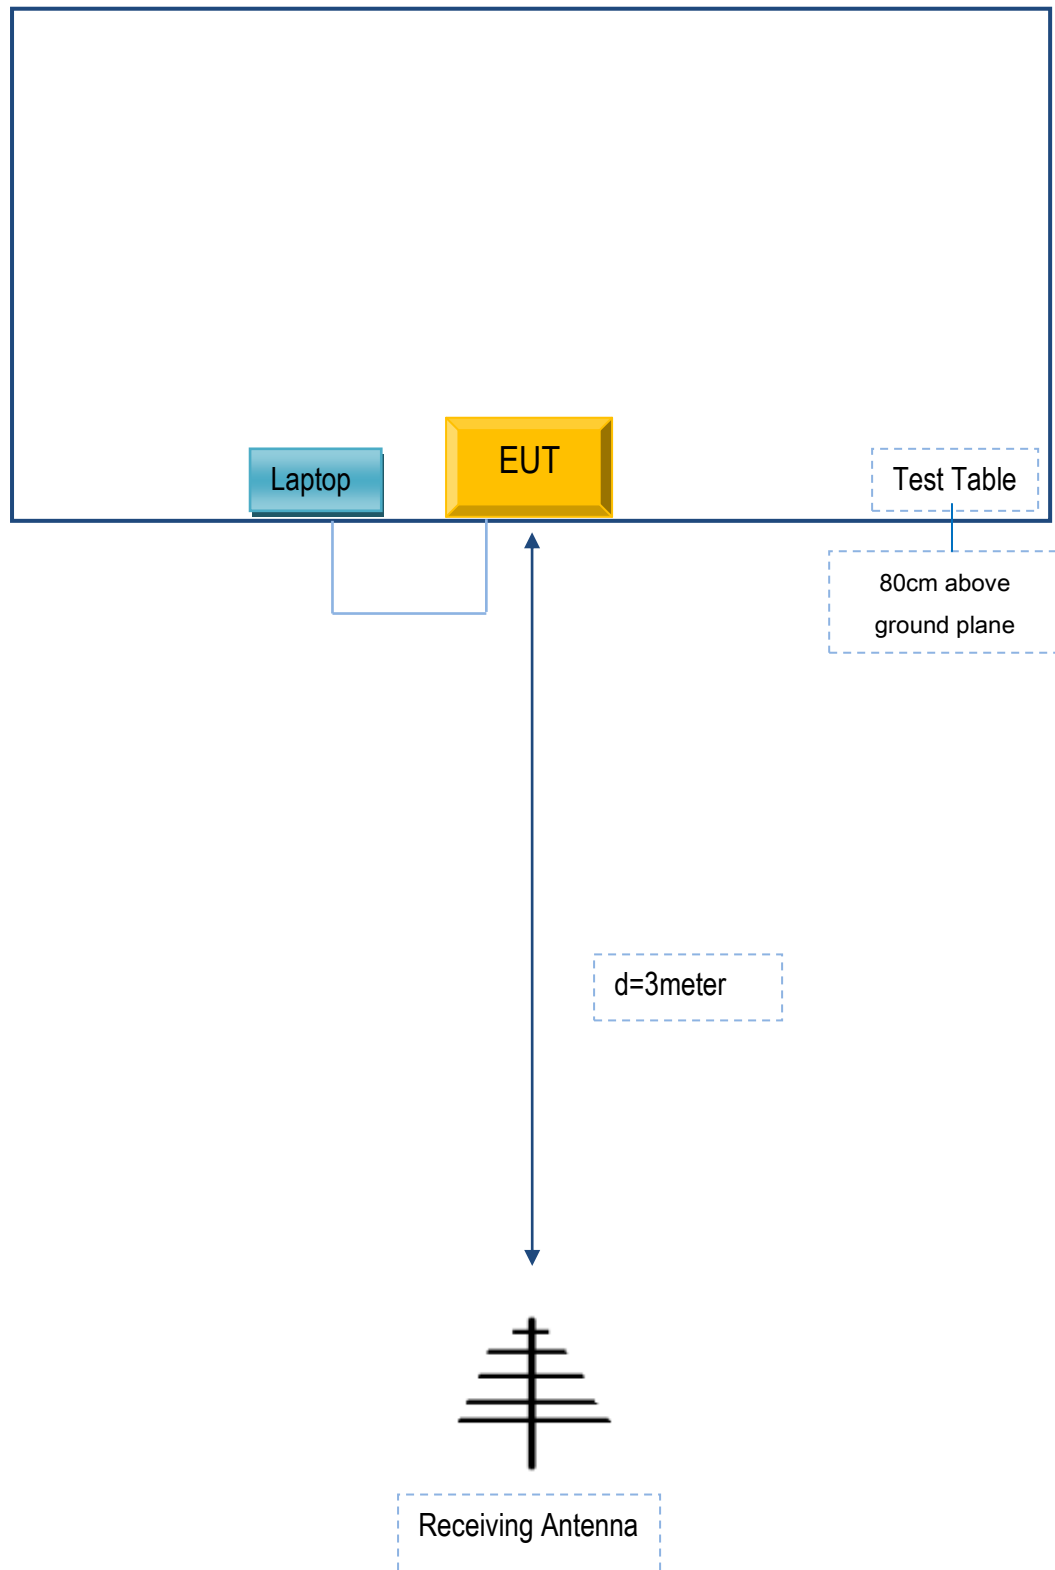 EUT
Laptop
Test Table
80cm above
ground plane
d=3meter
Receiving Antenna